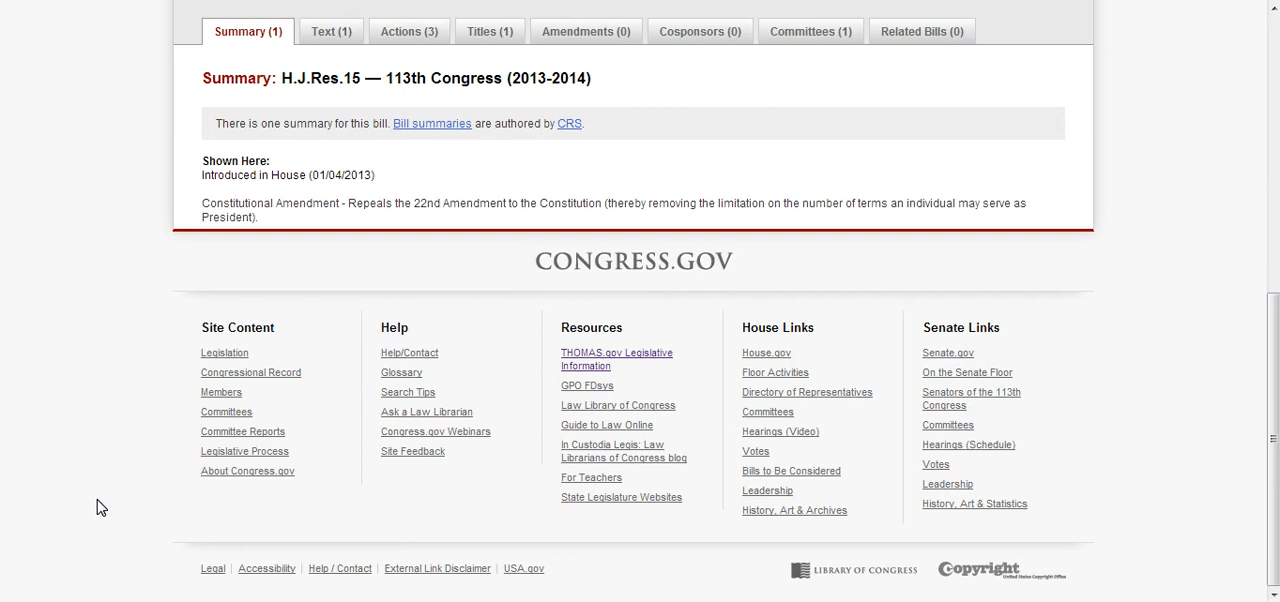 Summary (1) Text (1) Actions (3) Titles (1) Amendments (0) Cosponsors (0) Committees (1) Related Bills (0)
Summary: H.J.Res.15 — 113th Congress (2013-2014)
There is one summary for this bill. Bill summaries are authored by CRS.
Shown Here:
Introduced in House (01/04/2013)
Constitutional Amendment - Repeals the 22nd Amendment to the Constitution (thereby removing the limitation on the number of terms an individual may serve as
President).
CONGRESS.GOV
Site Content
Legislation
Congressional Record
Members
Committees
Committee Reports
Legislative Process
About Congress.gov
Help
Help/Contact
Glossary
Search Tips
Ask a Law Librarian
Congress.gov Webinars
Site Feedback
Resources
THOMAS.gov Legislative
Information
GPO FDsys
Law Library of Congress
Guide to Law Online
In Custodia Legis: Law
Librarians of Congress blog
For Teachers
State Legislature Websites
House Links
House.gov
Floor Activities
Directory of Representatives
Committees
Hearings (Video)
Votes
Bills to Be Considered
Leadership
History, Art & Archives
Senate Links
Senate.gov
On the Senate Floor
Senators of the 113th
Congress
Committees
Hearings (Schedule)
Votes
Leadership
History, Art & Statistics
Legal Accessibility Help / Contact External Link Disclaimer USA.gov
LIBRARY OF CONGRESS
Copyright
United States Copyright Office